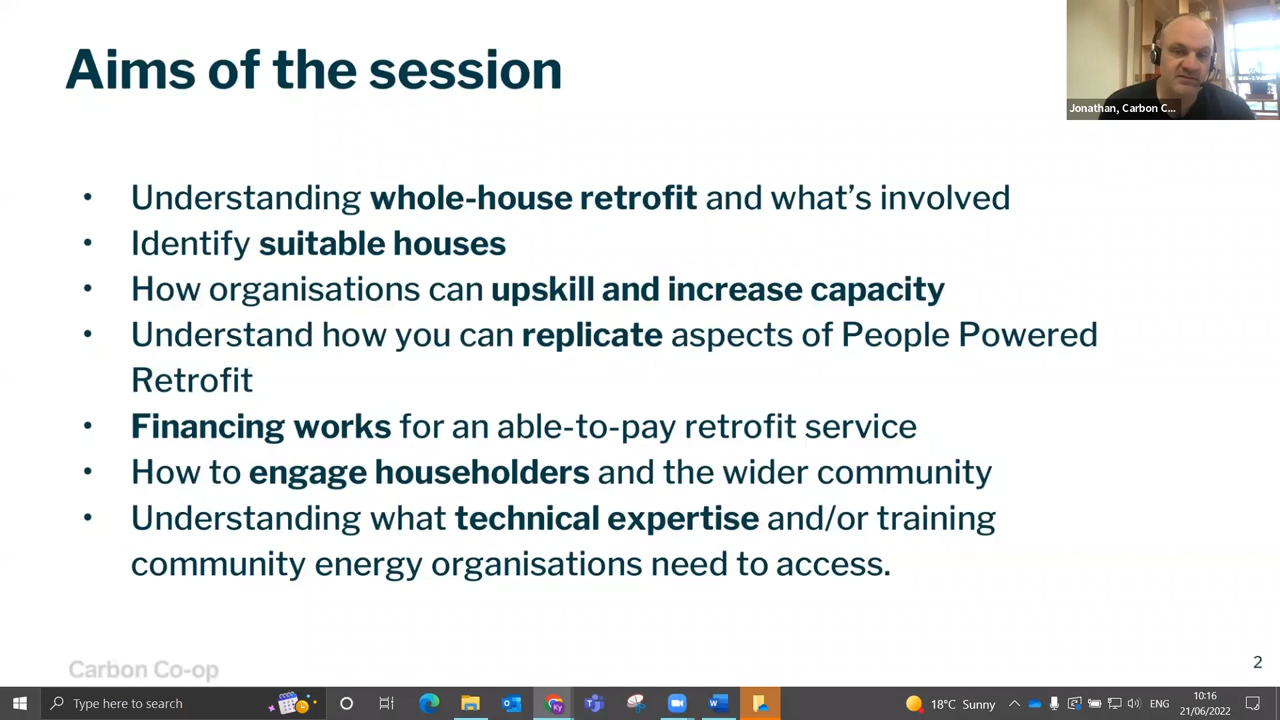 Aims of the session
Jonathan, Carbon C...
• Understanding whole-house retrofit and what’s involved
• Identify suitable houses
• How organisations can upskill and increase capacity
• Understand how you can replicate aspects of People Powered
Retrofit
• Financing works for an able-to-pay retrofit service
• How to engage householders and the wider community
• Understanding what technical expertise and/or training
community energy organisations need to access.
Carbon Co-op
2
Type here to search
18°C Sunny
ENG
10:16
21/06/2022